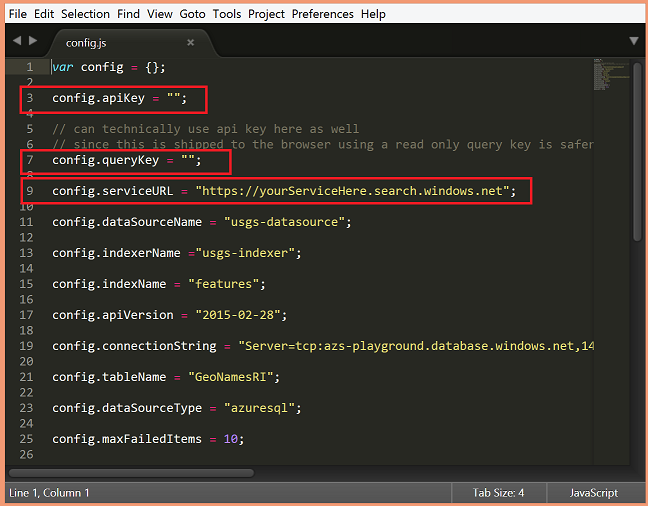 File Edit Selection Find View Goto Tools Project Preferences Help
config.js
1 var config = {};
2
3 config.apiKey = "";
4
5 // can technically use api key here as well
6 // since this is shipped to the browser using a read only query key is safer
7 config.queryKey = "";
8
9 config.serviceURL = "https://yourServiceHere.search.windows.net";
10
11 config.dataSourceName = "usgs-datasource";
12
13 config.indexerName ="usgs-indexer";
14
15 config.indexName = "features";
16
17 config.apiVersion = "2015-02-28";
18
19 config.connectionString = "Server=tcp:azs-playground.database.windows.net,14
20
21 config.tableName = "GeoNamesRI";
22
23 config.dataSourceType = "azuresql";
24
25 config.maxFailedItems = 10;
26
Line 1, Column 1 Tab Size: 4 JavaScript